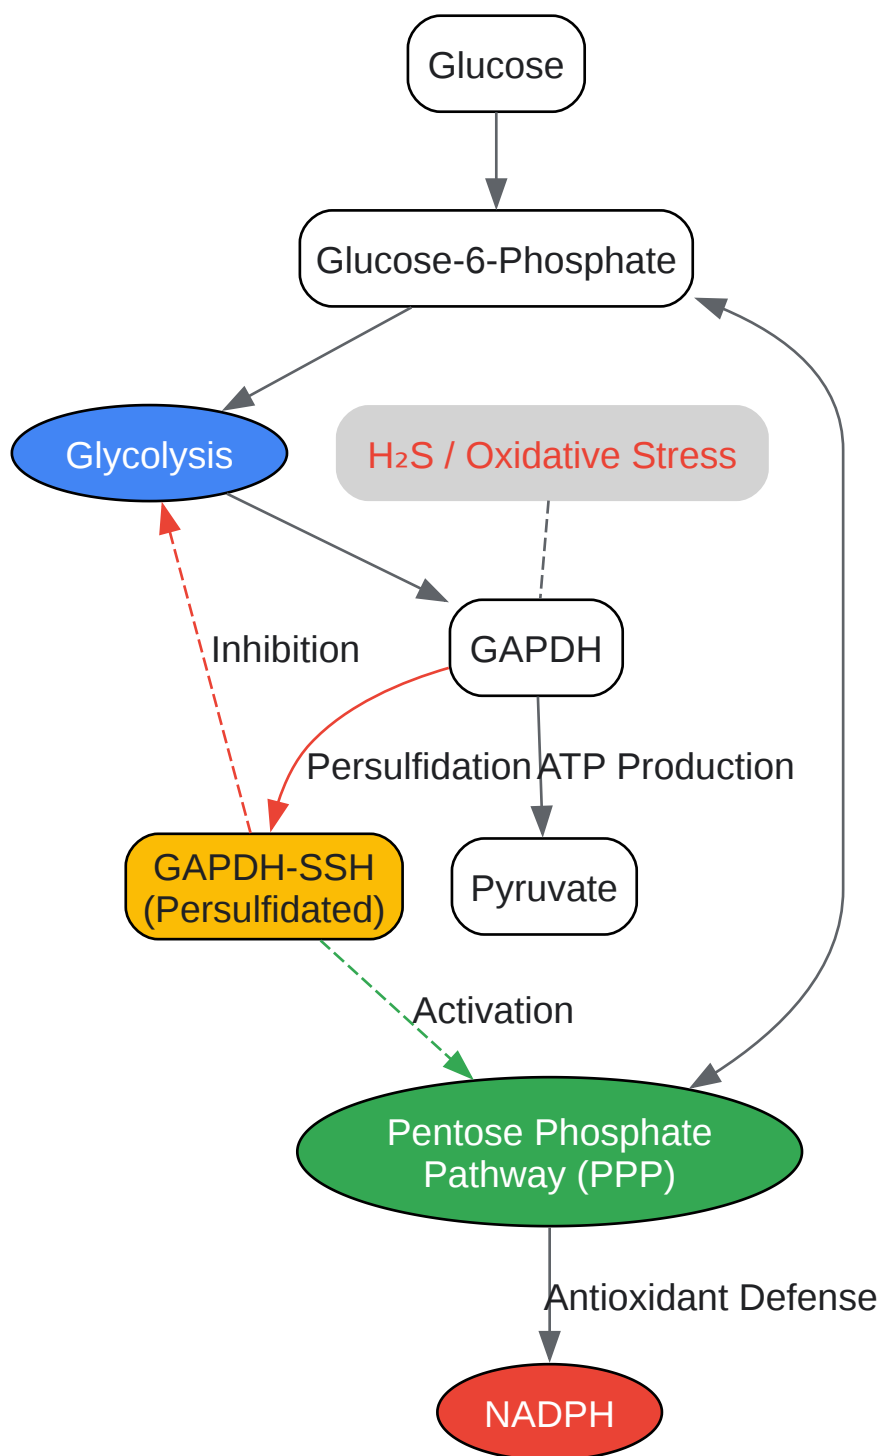 Glucose
Glucose-6-Phosphate
Glycolysis
H₂S / Oxidative Stress
Inhibition
GAPDH
Persulfidation
ATP Production
GAPDH-SSH
(Persulfidated)
Pyruvate
Activation
Pentose Phosphate
Pathway (PPP)
Antioxidant Defense
NADPH